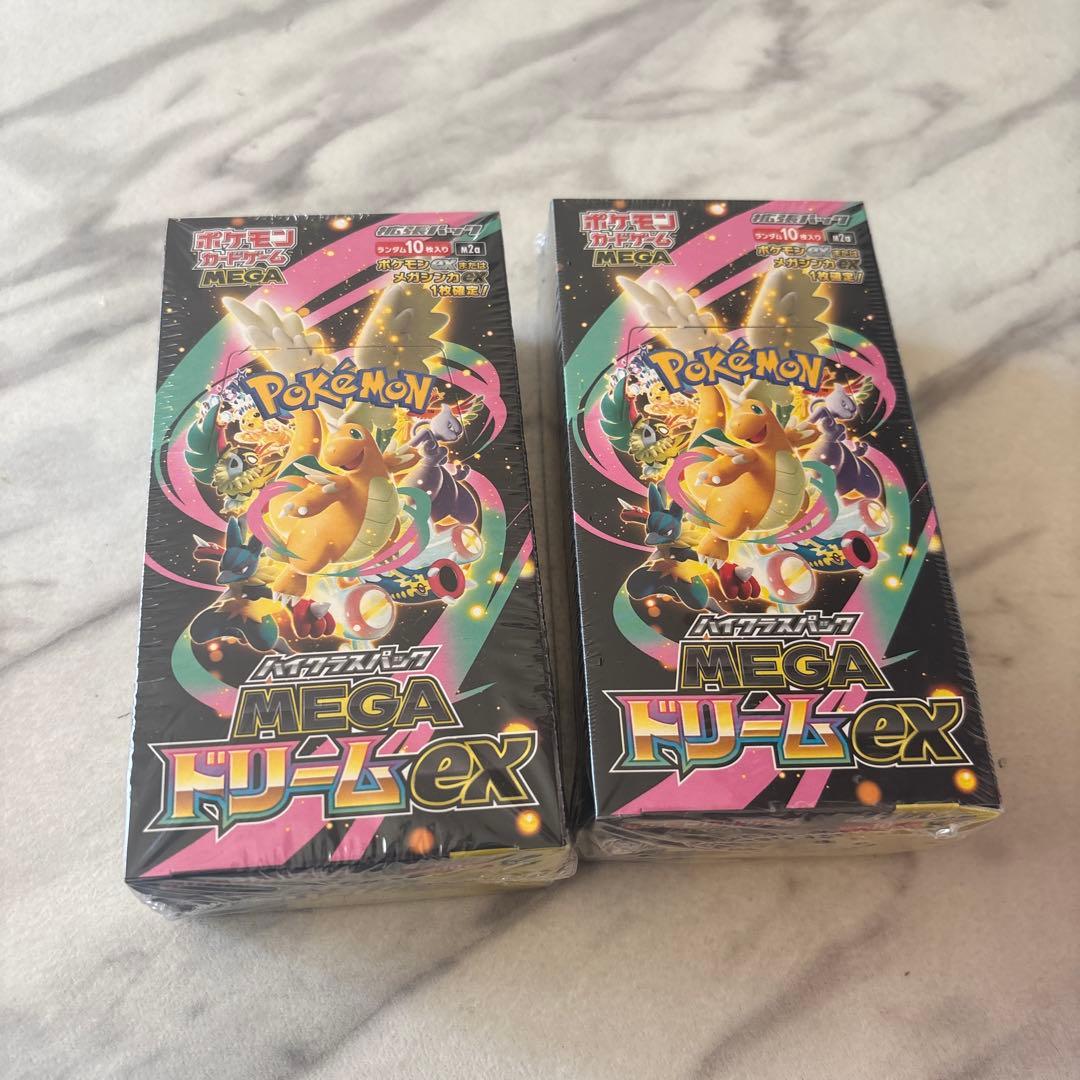 ポケモン
カードゲーム
MEGA
拡張パック
ランダム10枚入り
M2a
ポケモンexまたは
メガシンカex
1枚確定!
POKéMON
ハイクラスパック
MEGA
ドリームex
ポケモン
カードゲーム
MEGA
拡張パック
ランダム10枚入り
M2a
ポケモンexまたは
メガシンカex
1枚確定!
POKéMON
ハイクラスパック
MEGA
ドリームex